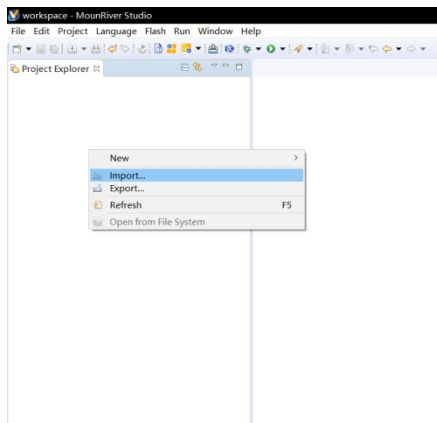 workspace - MounRiver Studio
File Edit Project Language Flash Run Window Help
Project Explorer
New
Import...
Export...
Refresh F5
Open from File System